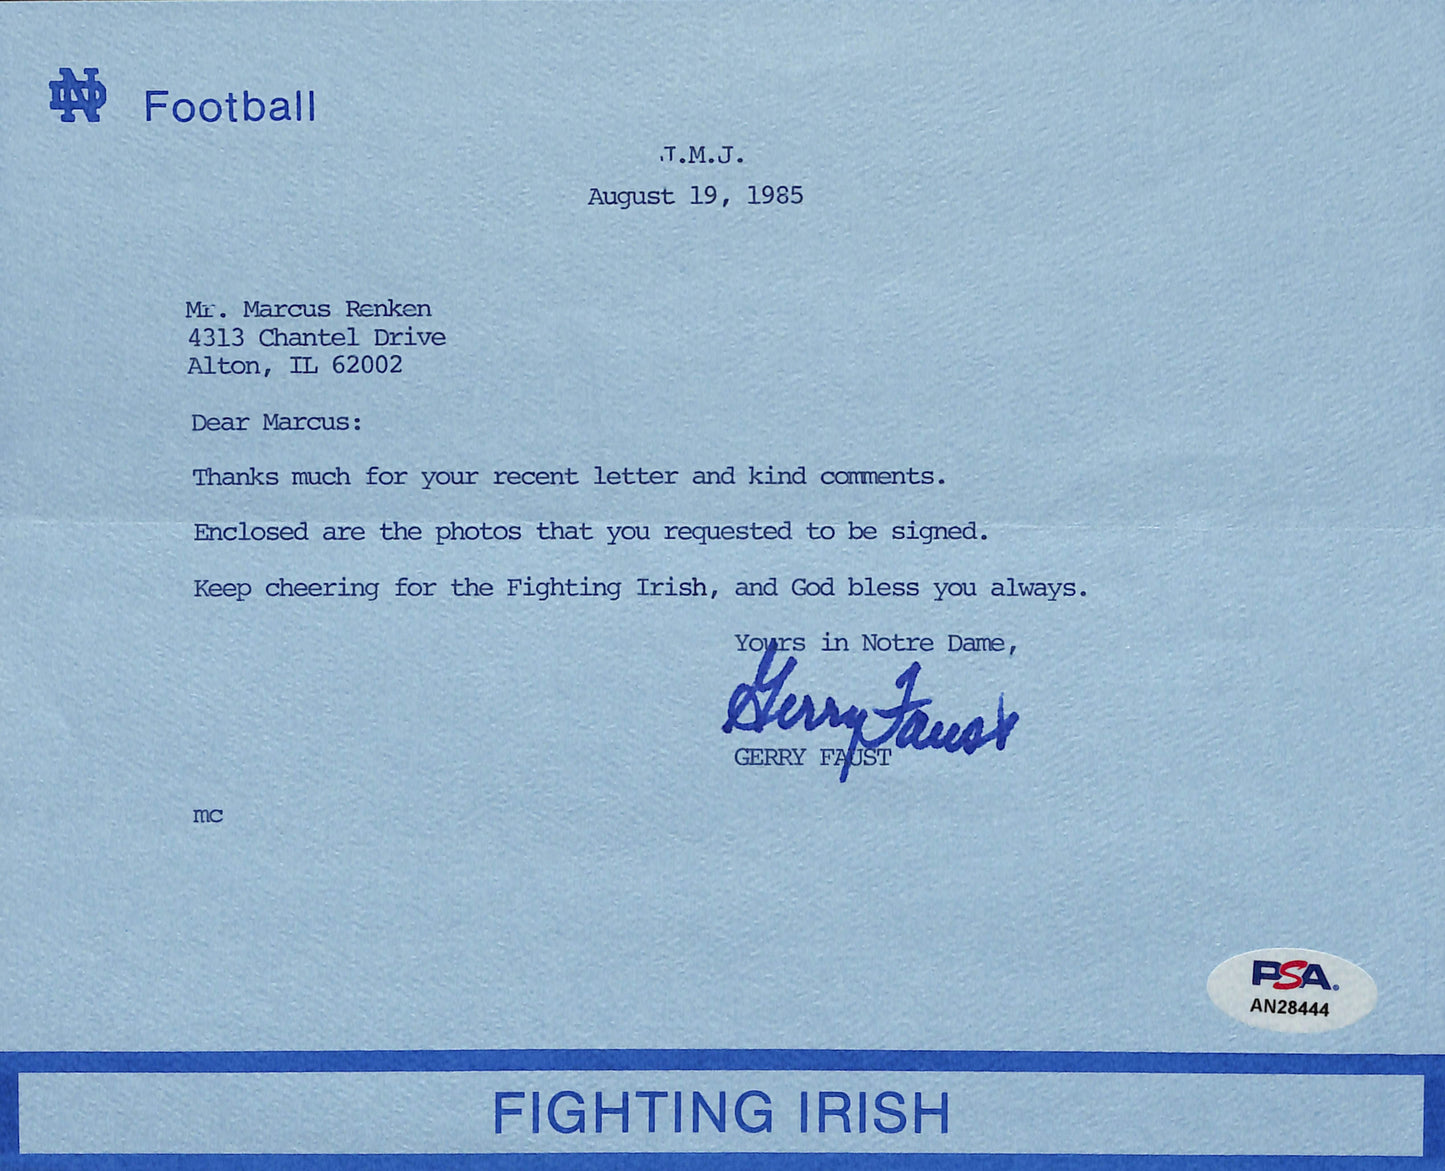 ND Football
J.M.J.
August 19, 1985
Mr. Marcus Renken
4313 Chantel Drive
Alton, IL 62002
Dear Marcus:
Thanks much for your recent letter and kind comments.
Enclosed are the photos that you requested to be signed.
Keep cheering for the Fighting Irish, and God bless you always.
Yours in Notre Dame,
Gerry Faust
GERRY FAUST
mc
PSA
AN28444
FIGHTING IRISH